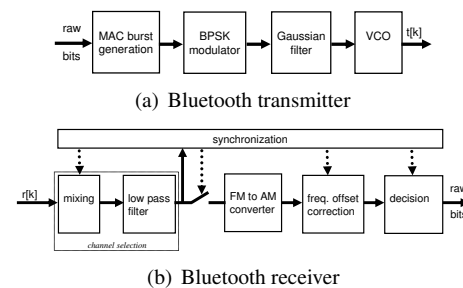 raw
bits
MAC burst
generation
BPSK
modulator
Gaussian
filter
VCO
t[k]
(a) Bluetooth transmitter
synchronization
r[k]
mixing
low pass
filter
channel selection
FM to AM
converter
freq. offset
correction
decision
raw
bits
(b) Bluetooth receiver